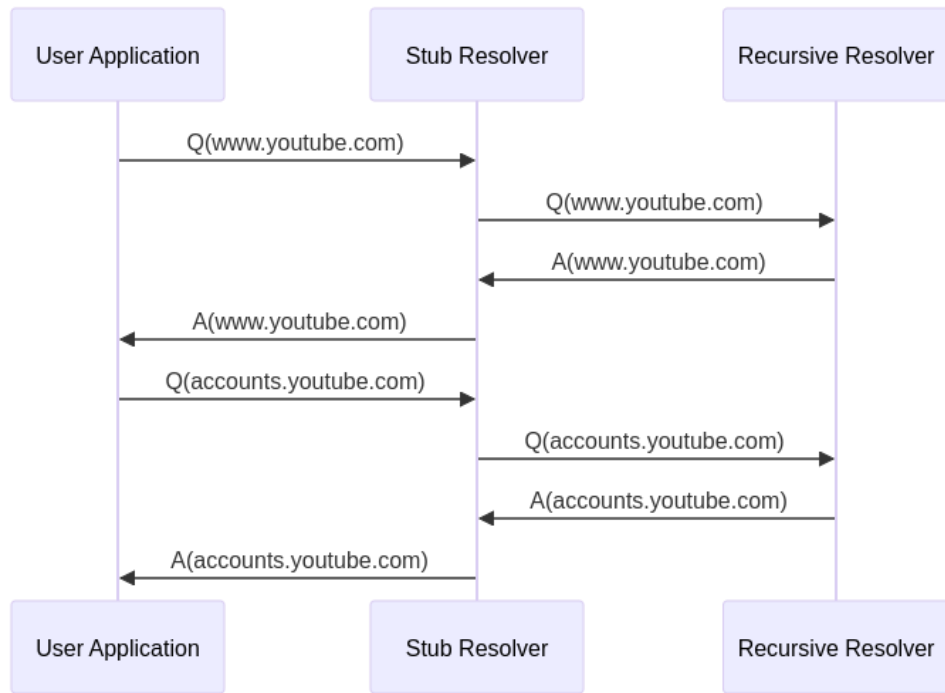 User Application
Stub Resolver
Recursive Resolver
Q(www.youtube.com)
Q(www.youtube.com)
A(www.youtube.com)
A(www.youtube.com)
Q(accounts.youtube.com)
Q(accounts.youtube.com)
A(accounts.youtube.com)
A(accounts.youtube.com)
User Application
Stub Resolver
Recursive Resolver